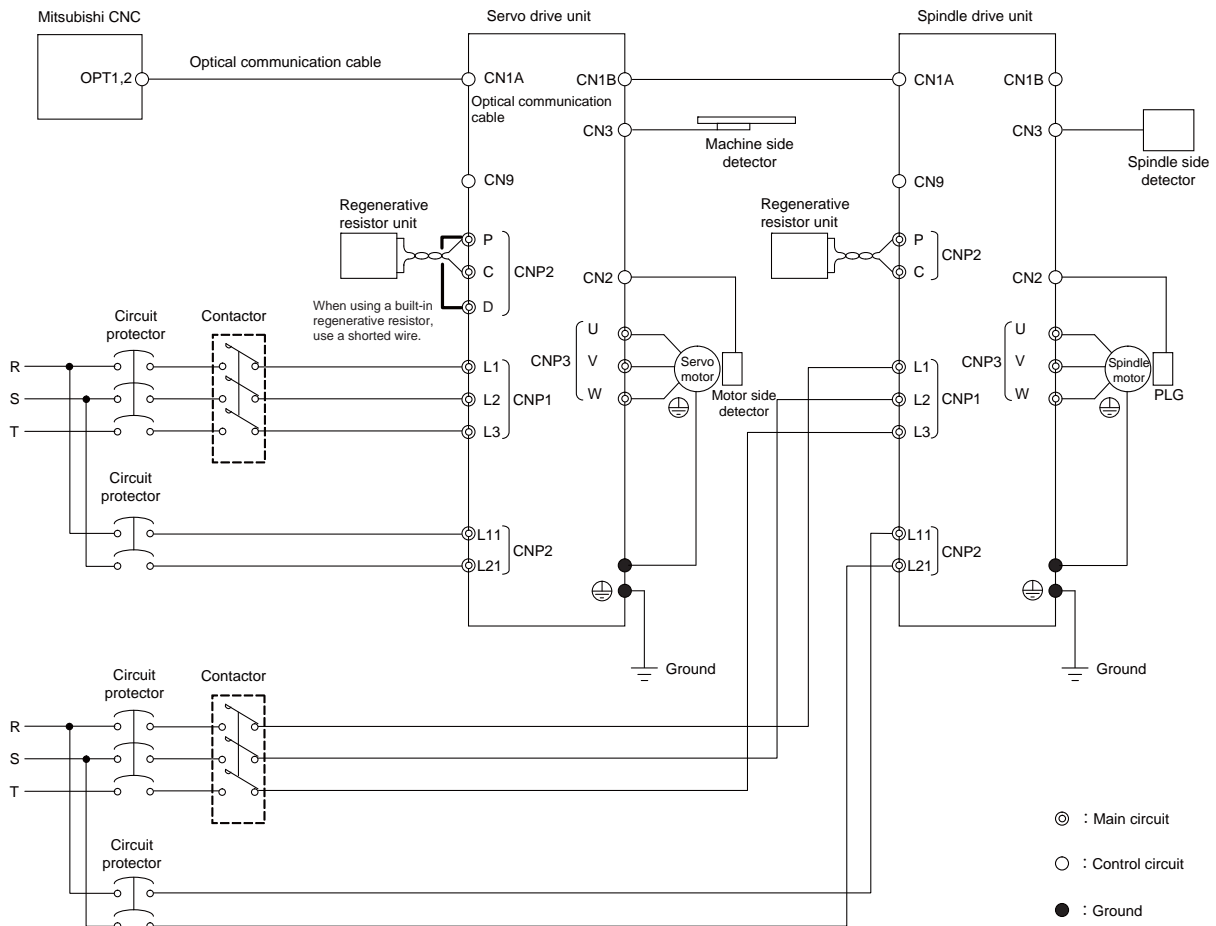 Mitsubishi CNC
OPT1,2
Optical communication cable
Servo drive unit
CN1A
CN1B
Optical communication
cable
CN3
Machine side
detector
CN9
Regenerative
resistor unit
P
C
D
CNP2
When using a built-in
regenerative resistor,
use a shorted wire.
CN2
U
V
W
CNP3
Servo
motor
Motor side
detector
Circuit
protector
Contactor
R
S
T
L1
L2
L3
CNP1
Circuit
protector
L11
L21
CNP2
Ground
Spindle drive unit
CN1A
CN1B
CN3
Spindle side
detector
CN9
Regenerative
resistor unit
P
C
CNP2
CN2
U
V
W
CNP3
Spindle
motor
PLG
L1
L2
L3
CNP1
L11
L21
CNP2
Ground
Circuit
protector
Contactor
R
S
T
Circuit
protector
: Main circuit
: Control circuit
: Ground